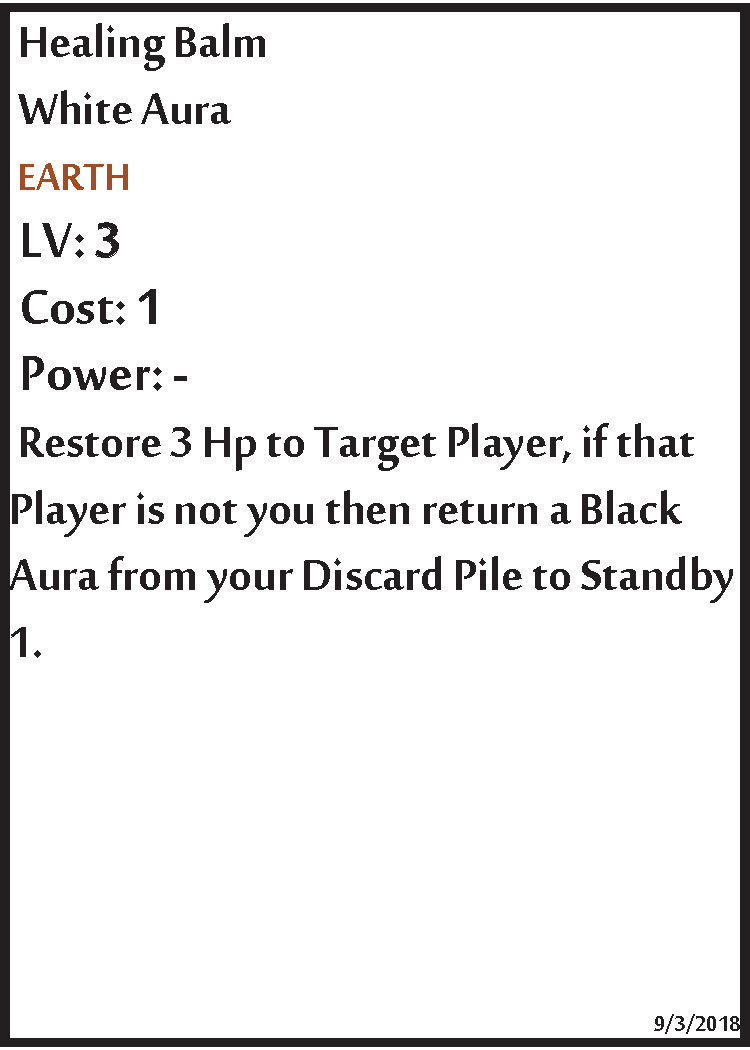 Healing Balm
White Aura
EARTH
LV: 3
Cost: 1
Power: -
Restore 3 Hp to Target Player, if that
Player is not you then return a Black
Aura from your Discard Pile to Standby
1.
9/3/2018